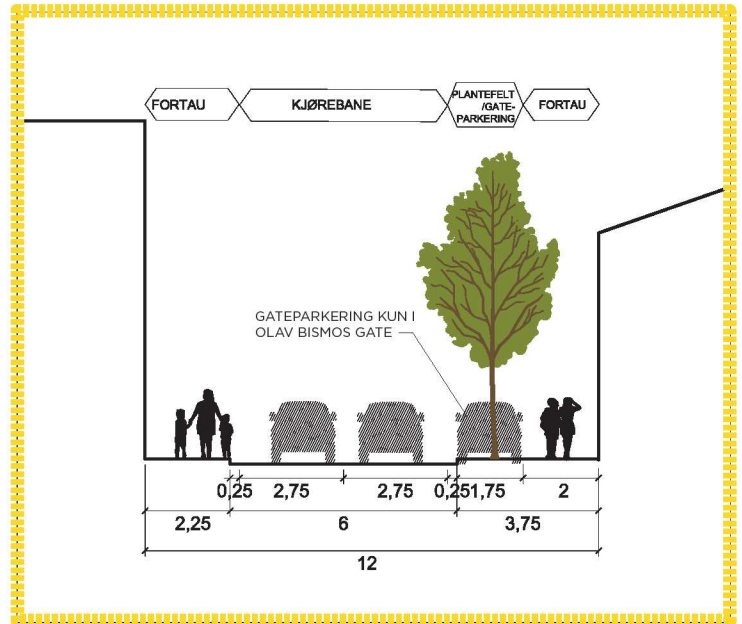 FORTAU
KJØREBANE
PLANTEFELT
/GATE-
PARKERING
FORTAU
GATEPARKERING KUN I
OLAV BISMOS GATE
0,25 2,75 2,75 0,25 1,75 2
2,25 6 3,75
12